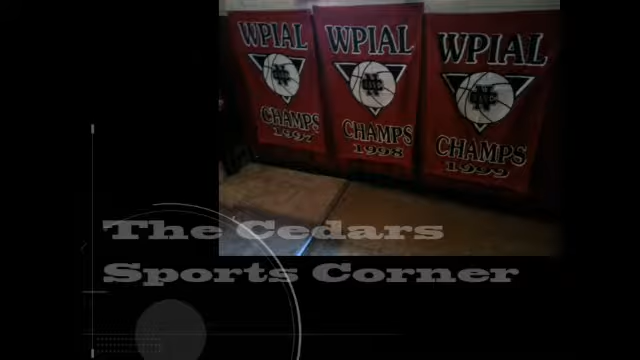 WPIAL
CHAMPS
1997
WPIAL
N
CHAMPS
1998
WPIAL
N
CHAMPS
1999
The Cedars
Sports Corner